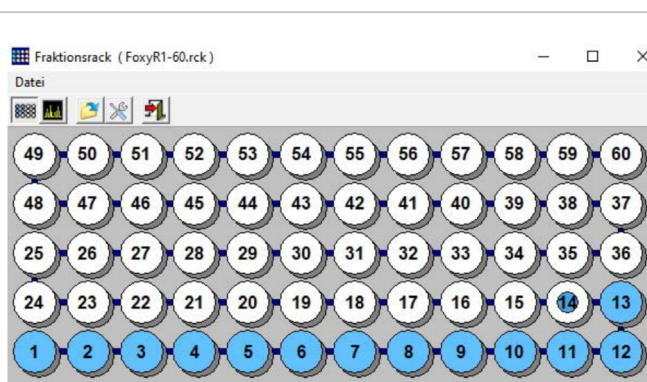 Fraktionsrack ( FoxyR1-60.rck )
Datei
49 50 51 52 53 54 55 56 57 58 59 60
48 47 46 45 44 43 42 41 40 39 38 37
25 26 27 28 29 30 31 32 33 34 35 36
24 23 22 21 20 19 18 17 16 15 14 13
1 2 3 4 5 6 7 8 9 10 11 12